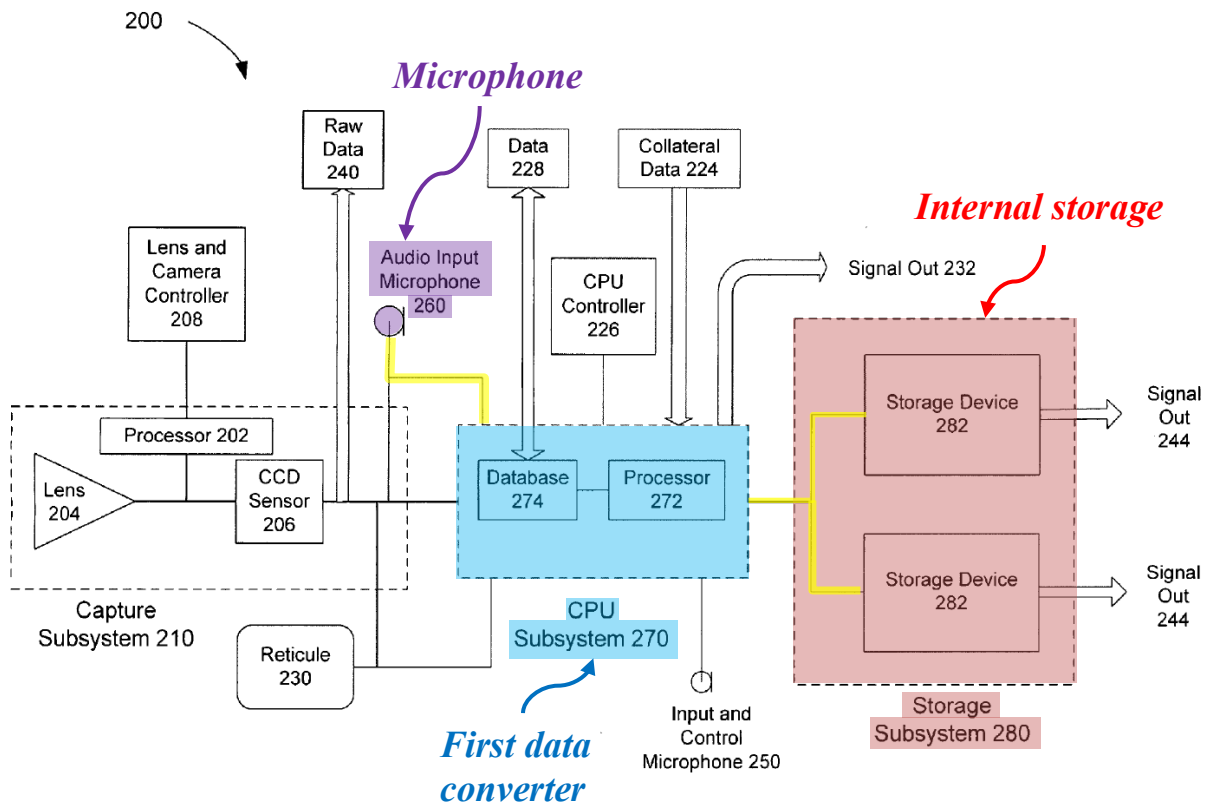 200
Microphone
Raw
Data
240
Data
228
Collateral
Data 224
Internal storage
Lens and
Camera
Controller
208
Audio Input
Microphone
260
CPU
Controller
226
Signal Out 232
Processor 202
Lens
204
CCD
Sensor
206
Database
274
Processor
272
Storage Device
282
Signal
Out
244
Storage Device
282
Signal
Out
244
Capture
Subsystem 210
CPU
Subsystem 270
Reticule
230
Input and
Control
Microphone 250
Storage
Subsystem 280
First data
converter